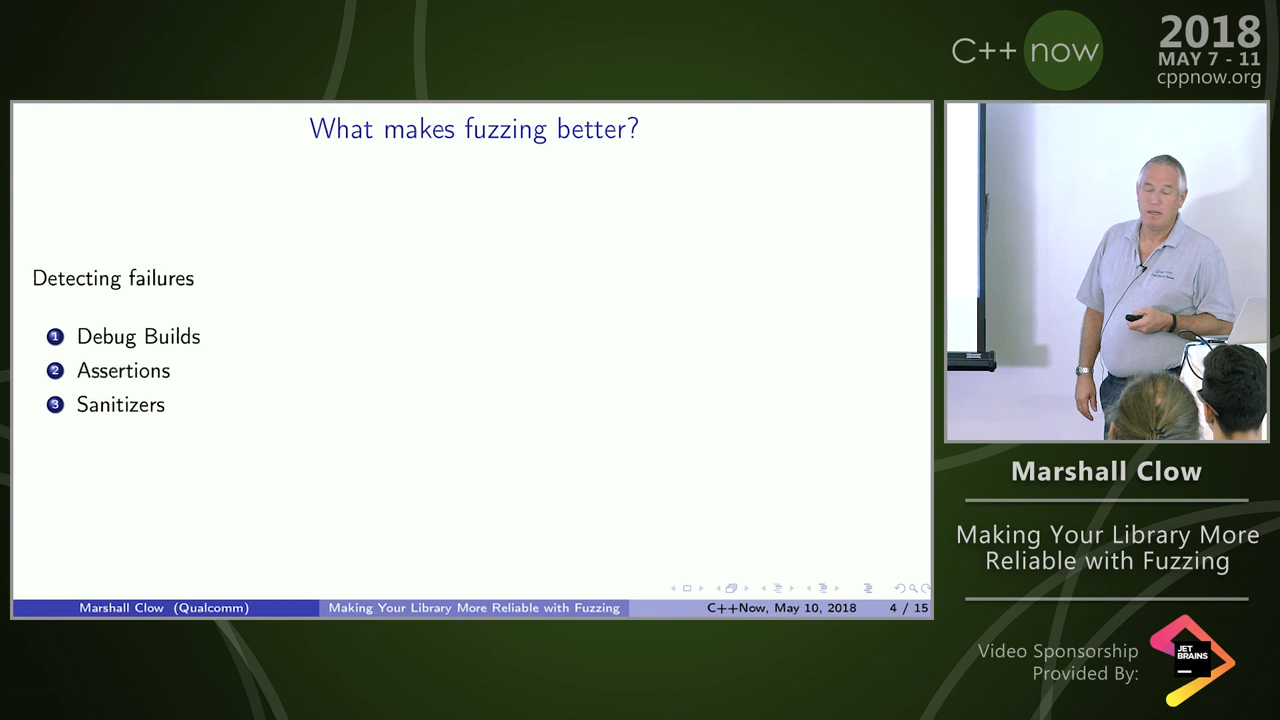 C++ now
2018
MAY 7 - 11
cppnow.org
What makes fuzzing better?
Detecting failures
1 Debug Builds
2 Assertions
3 Sanitizers
Marshall Clow (Qualcomm)
Making Your Library More Reliable with Fuzzing
C++Now, May 10, 2018
4 / 15
Marshall Clow
Making Your Library More
Reliable with Fuzzing
Video Sponsorship
Provided By:
JET
BRAINS